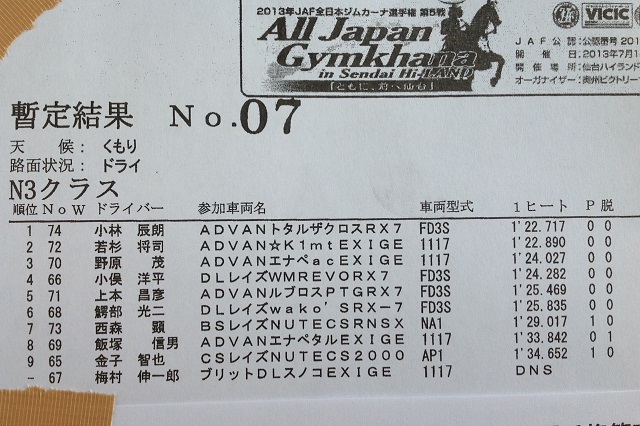 2013年JAF全日本ジムカーナ選手権 第5戦
All Japan
Gymkhana
in Sendai Hi-LAND
VICIC
JAF公認:公認番号201
開催日:2013年7月1
開催場所:仙台ハイランド
オーガナイザー:奥州ビクトリー
暫定結果 No.07
天候:くもり
路面状況:ドライ
N3クラス
順位 NoW ドライバー 参加車両名 車両型式 1ヒート P 脱
1 74 小林 辰朗 ADVANトタルザクロスRX7 FD3S 1'22.717 0 0
2 72 若杉 将司 ADVAN☆K1mtEXIGE 1117 1'22.890 0 0
3 70 野原 茂 ADVANエナペacEXIGE 1117 1'24.027 0 0
4 66 小俣 洋平 DLレイズWMREVORX7 FD3S 1'24.282 0 0
5 71 上本 昌彦 ADVANルブロスPTGRX7 FD3S 1'25.469 0 0
6 68 鰐部 光二 DLレイズwako'SRX-7 FD3S 1'25.835 0 0
7 73 西森 顕 BSレイズNUTECSRNSX NA1 1'29.017 1 0
8 69 飯塚 信男 ADVANエナペタルEXIGE 1117 1'33.842 0 1
9 65 金子 智也 CSレイズNUTECS2000 AP1 1'34.652 1 0
- 67 梅村 伸一郎 ブリットDLスノコEXIGE 1117 DNS